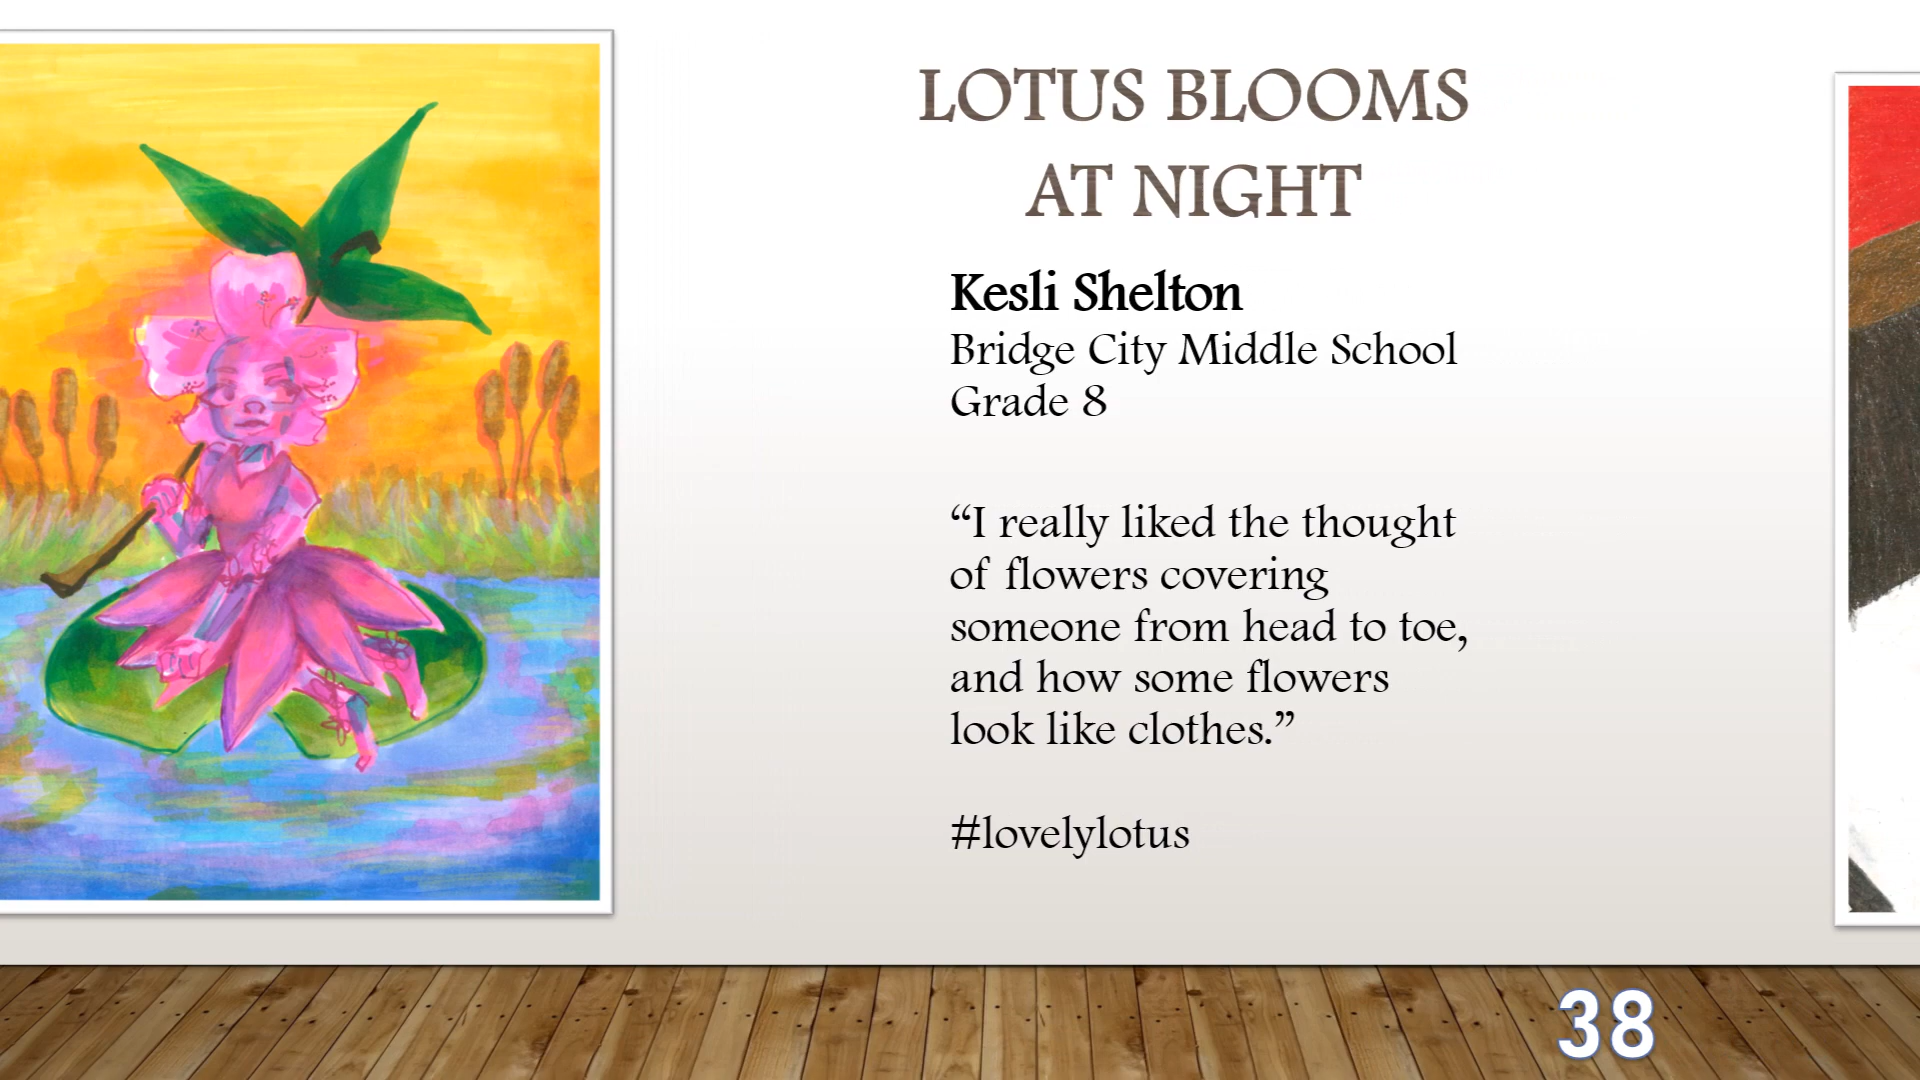 LOTUS BLOOMS
AT NIGHT
Kesli Shelton
Bridge City Middle School
Grade 8
“I really liked the thought
of flowers covering
someone from head to toe,
and how some flowers
look like clothes.”
#lovelylotus
38